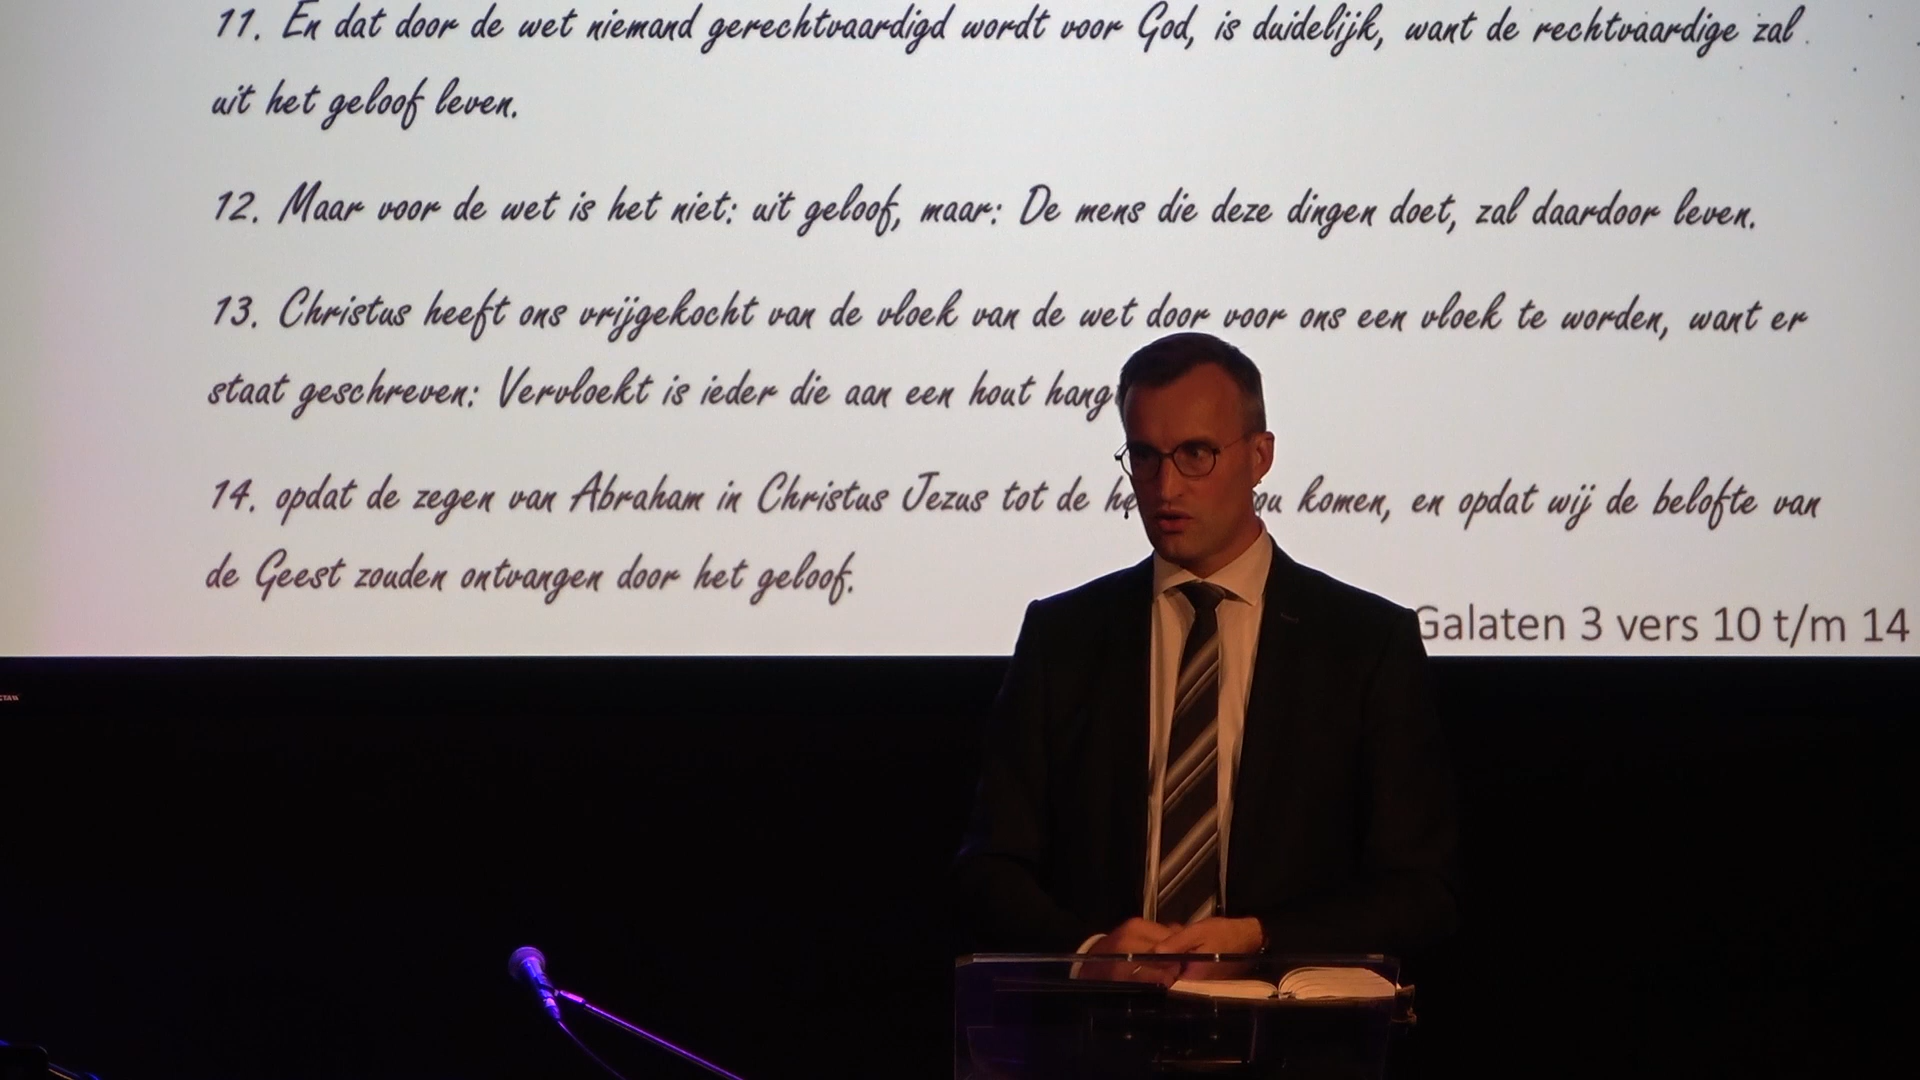 11. En dat door de wet niemand gerechtvaardigd wordt voor God, is duidelijk, want de rechtvaardige zal
uit het geloof leven.
12. Maar voor de wet is het niet: uit geloof, maar: De mens die deze dingen doet, zal daardoor leven.
13. Christus heeft ons vrijgekocht van de vloek van de wet door voor ons een vloek te worden, want er
staat geschreven: Vervloekt is ieder die aan een hout hangt
14. opdat de zegen van Abraham in Christus Jezus tot de komen, en opdat wij de belofte van
de Geest zouden ontvangen door het geloof.
Galaten 3 vers 10 t/m 14